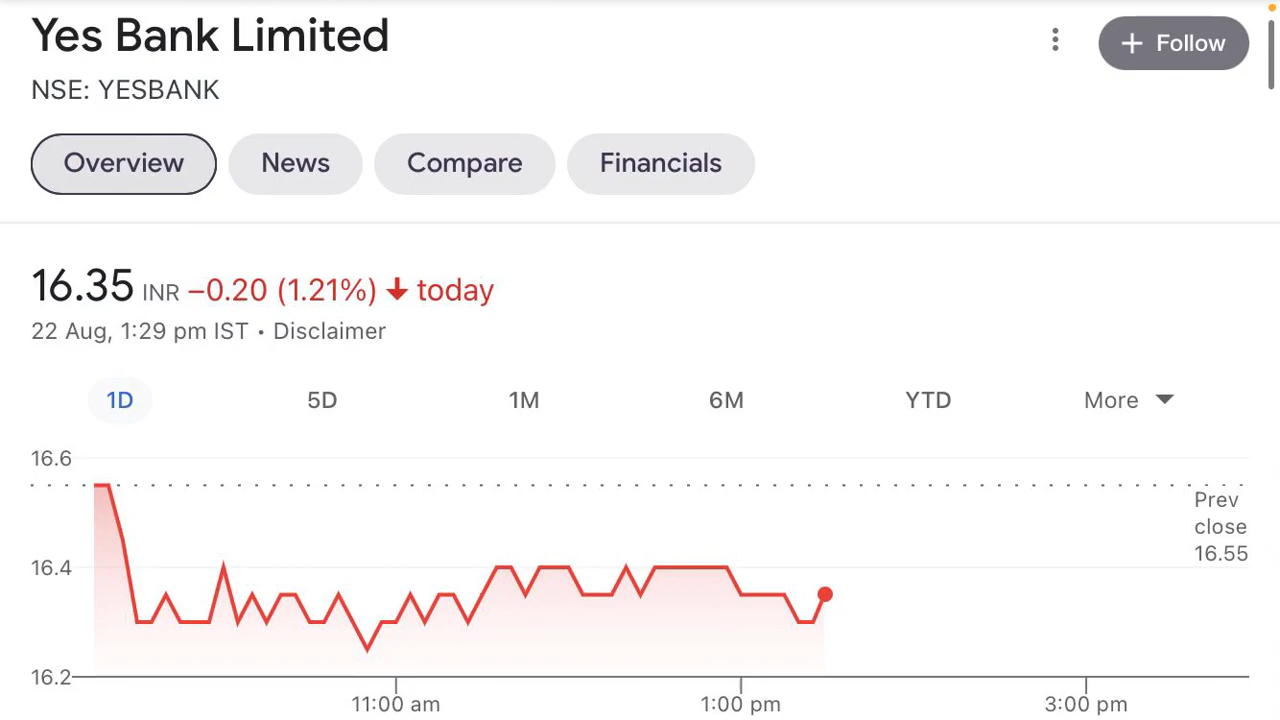 Yes Bank Limited
+ Follow
NSE: YESBANK
Overview News Compare Financials
16.35 INR −0.20 (1.21%) ↓ today
22 Aug, 1:29 pm IST • Disclaimer
1D 5D 1M 6M YTD More
16.6
Prev
close
16.55
16.4
16.2
11:00 am 1:00 pm 3:00 pm